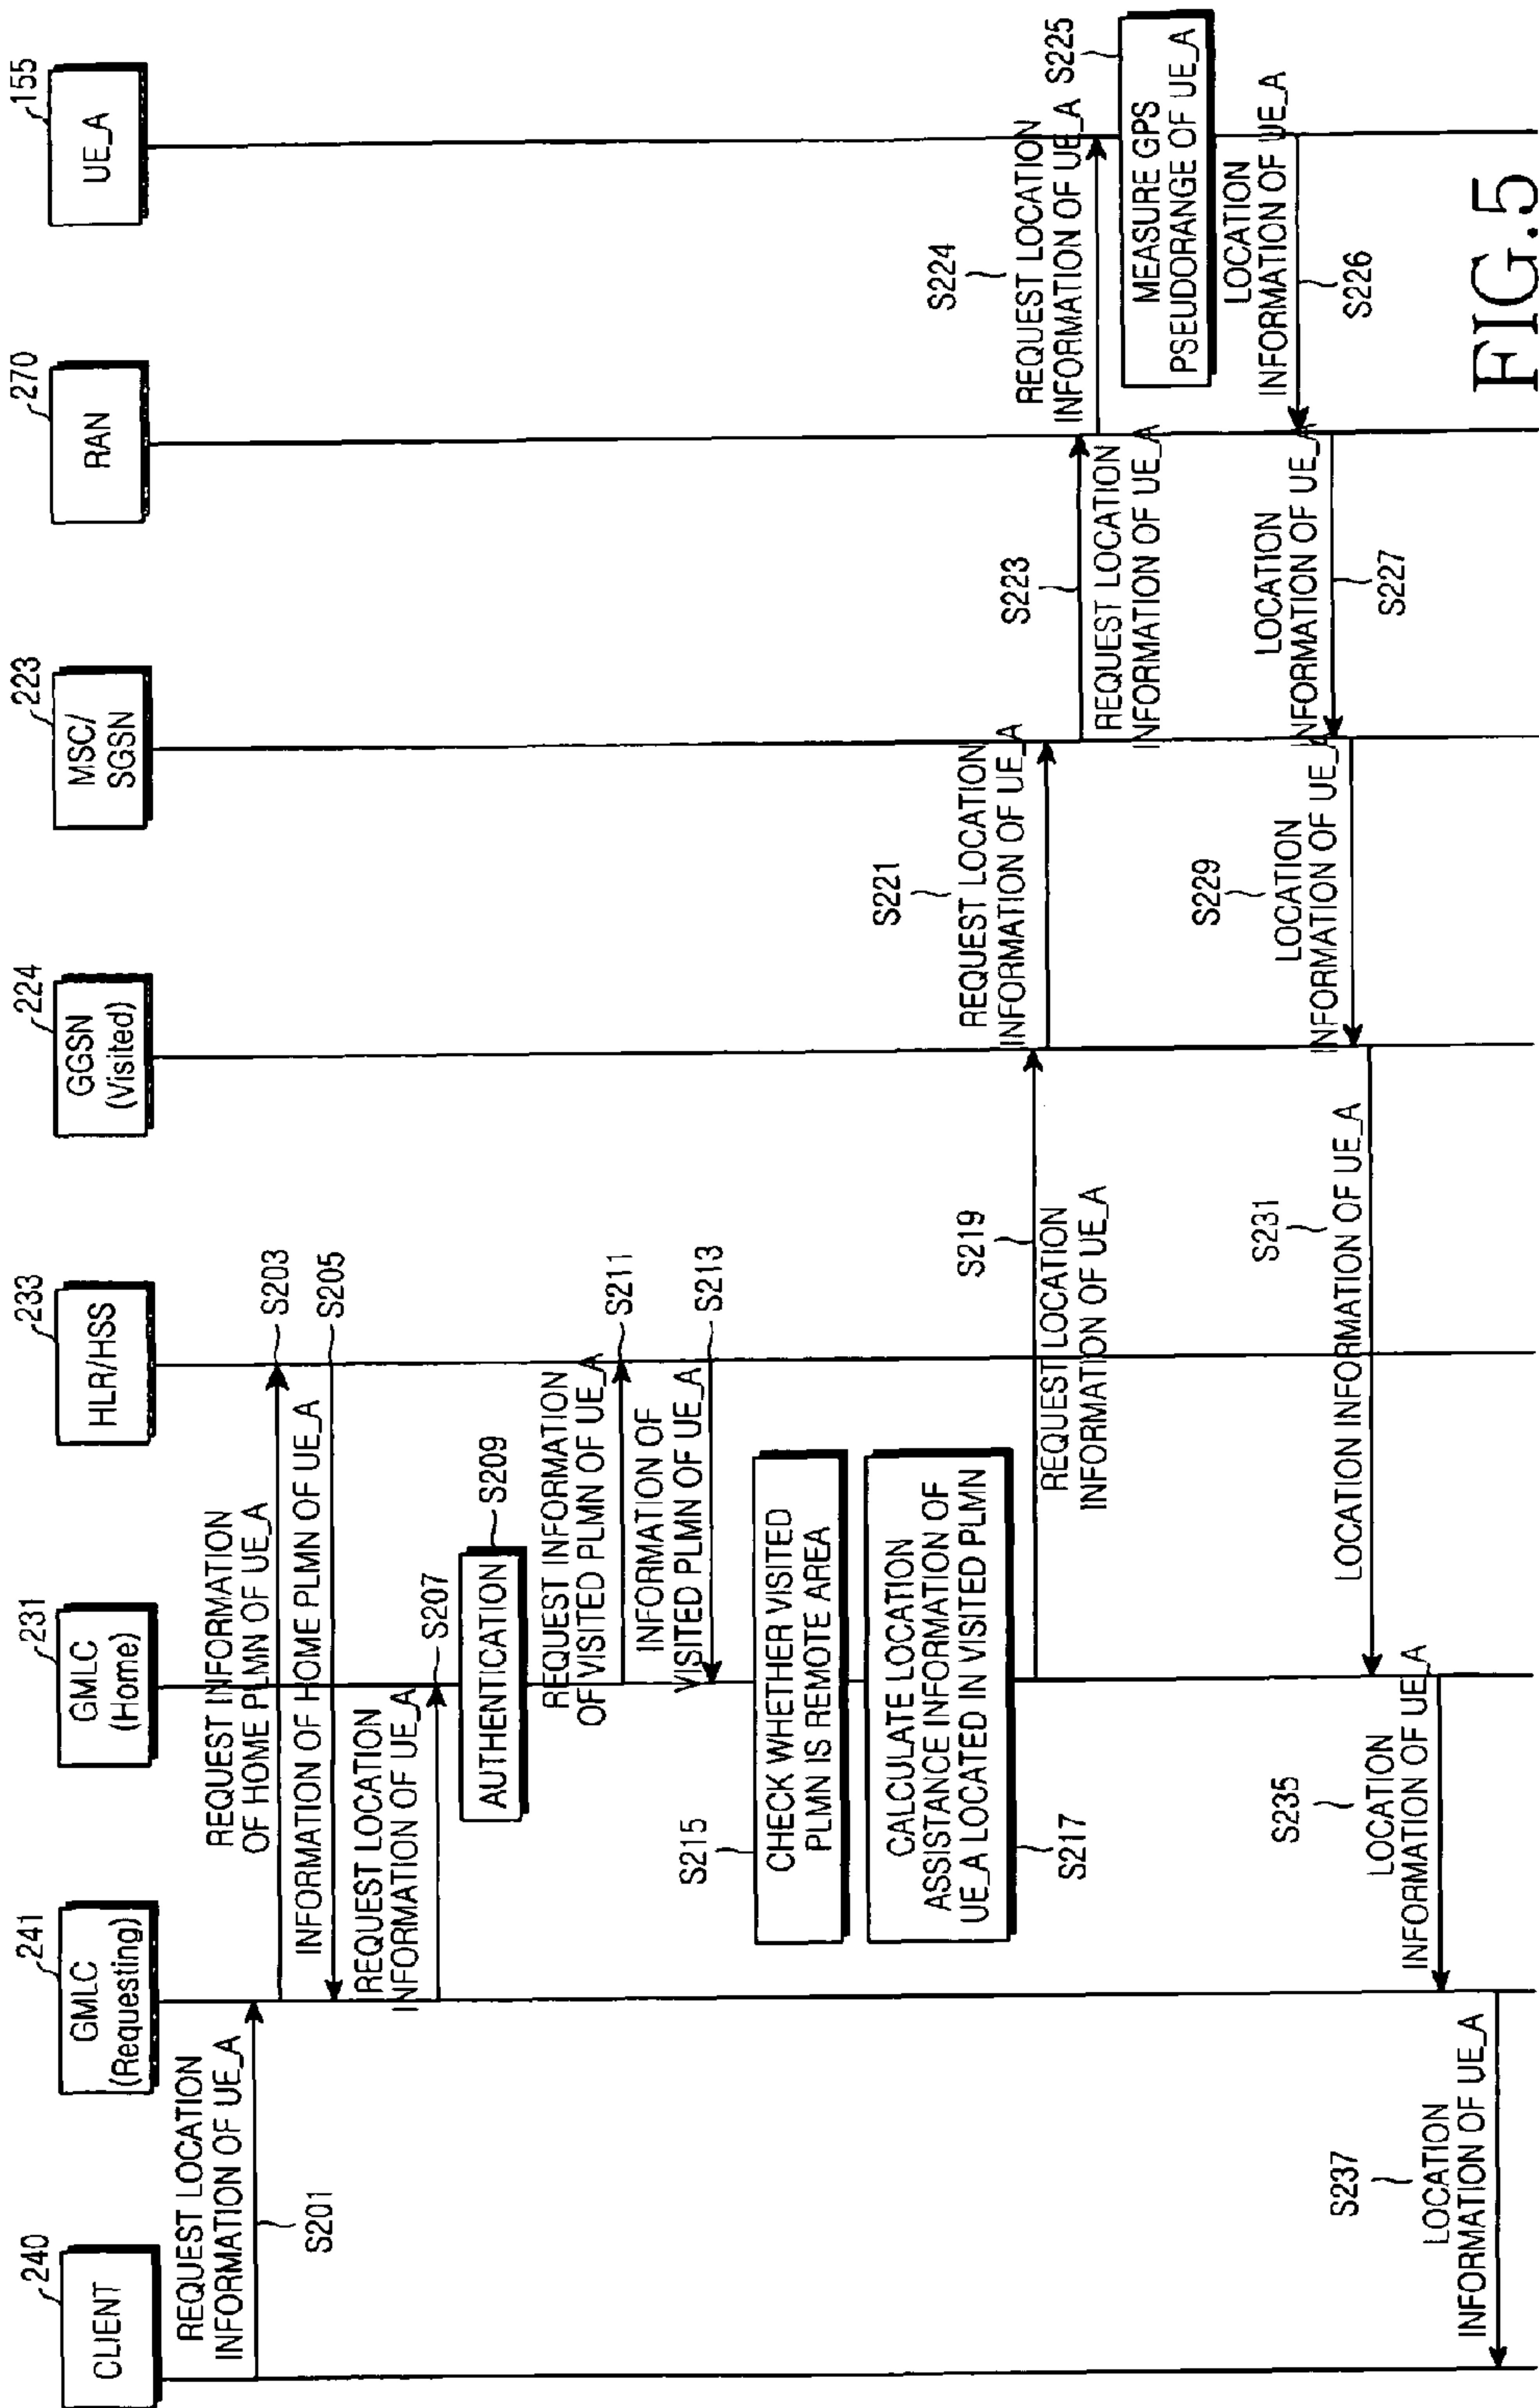 240
CLIENT
241
GMLC
(Requesting)
231
GMLC
(Home)
233
HLR/HSS
224
GGSN
(Visited)
223
MSC/
SGSN
270
RAN
155
UE_A
REQUEST LOCATION
INFORMATION OF UE_A
S201
REQUEST INFORMATION
OF HOME PLMN OF UE_A
S203
INFORMATION OF HOME PLMN OF UE_A
S205
REQUEST LOCATION
INFORMATION OF UE_A
S207
AUTHENTICATION
S209
REQUEST INFORMATION
OF VISITED PLMN OF UE_A
S211
INFORMATION OF
VISITED PLMN OF UE_A
S213
S215
CHECK WHETHER VISITED
PLMN IS REMOTE AREA
CALCULATE LOCATION
ASSISTANCE INFORMATION OF
UE_A LOCATED IN VISITED PLMN
S217
S219
REQUEST LOCATION
INFORMATION OF UE_A
S221
REQUEST LOCATION
INFORMATION OF UE_A
S223
REQUEST LOCATION
INFORMATION OF UE_A
S224
REQUEST LOCATION
INFORMATION OF UE_A
S225
MEASURE GPS
PSEUDORANGE OF UE_A
LOCATION
INFORMATION OF UE_A
S226
LOCATION
INFORMATION OF UE_A
S227
S229
LOCATION
INFORMATION OF UE_A
S231
LOCATION INFORMATION OF UE_A
S235
LOCATION
INFORMATION OF UE_A
S237
LOCATION
INFORMATION OF UE_A
FIG.5